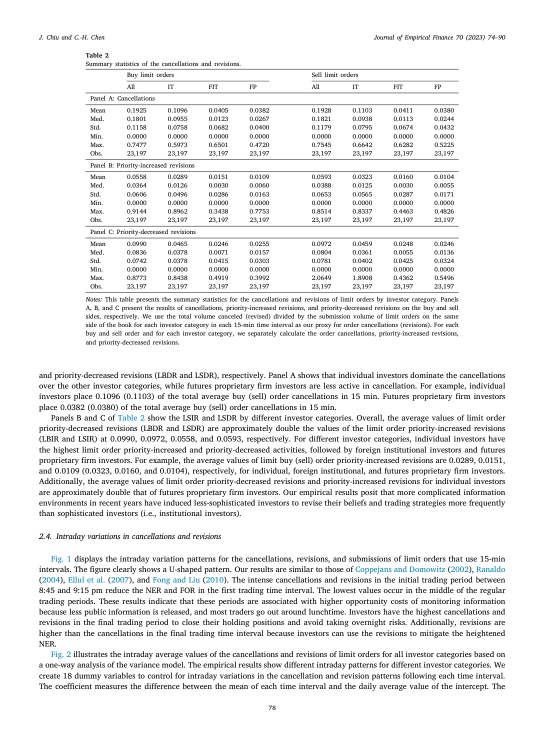 J. Chiu and C.-H. Chen
Journal of Empirical Finance 70 (2023) 74–90
Table 2
Summary statistics of the cancellations and revisions.
Buy limit orders Sell limit orders
All IT FIT FP All IT FIT FP
Panel A: Cancellations
Mean 0.1925 0.1096 0.0405 0.0382 0.1928 0.1103 0.0411 0.0380
Med. 0.1801 0.0955 0.0123 0.0267 0.1821 0.0938 0.0113 0.0244
Std. 0.1158 0.0758 0.0682 0.0400 0.1179 0.0795 0.0674 0.0432
Min. 0.0000 0.0000 0.0000 0.0000 0.0000 0.0000 0.0000 0.0000
Max. 0.7477 0.5973 0.6501 0.4720 0.7545 0.6642 0.6282 0.5225
Obs. 23,197 23,197 23,197 23,197 23,197 23,197 23,197 23,197
Panel B: Priority-increased revisions
Mean 0.0558 0.0289 0.0151 0.0109 0.0593 0.0323 0.0160 0.0104
Med. 0.0364 0.0126 0.0030 0.0060 0.0388 0.0125 0.0030 0.0055
Std. 0.0606 0.0496 0.0286 0.0163 0.0653 0.0565 0.0287 0.0171
Min. 0.0000 0.0000 0.0000 0.0000 0.0000 0.0000 0.0000 0.0000
Max. 0.9144 0.8962 0.3438 0.7753 0.8514 0.8337 0.4463 0.4826
Obs. 23,197 23,197 23,197 23,197 23,197 23,197 23,197 23,197
Panel C: Priority-decreased revisions
Mean 0.0990 0.0465 0.0246 0.0255 0.0972 0.0459 0.0248 0.0246
Med. 0.0836 0.0378 0.0071 0.0157 0.0804 0.0361 0.0055 0.0136
Std. 0.0742 0.0378 0.0415 0.0303 0.0781 0.0402 0.0425 0.0324
Min. 0.0000 0.0000 0.0000 0.0000 0.0000 0.0000 0.0000 0.0000
Max. 0.8773 0.8438 0.4919 0.3992 2.0649 1.8908 0.4362 0.5496
Obs. 23,197 23,197 23,197 23,197 23,197 23,197 23,197 23,197
Notes: This table presents the summary statistics for the cancellations and revisions of limit orders by investor category. Panels
A, B, and C present the results of cancellations, priority-increased revisions, and priority-decreased revisions on the buy and sell
sides, respectively. We use the total volume canceled (revised) divided by the submission volume of limit orders on the same
side of the book for each investor category in each 15-min time interval as our proxy for order cancellations (revisions). For each
buy and sell order and for each investor category, we separately calculate the order cancellations, priority-increased revisions,
and priority-decreased revisions.
and priority-decreased revisions (LBDR and LSDR), respectively. Panel A shows that individual investors dominate the cancellations
over the other investor categories, while futures proprietary firm investors are less active in cancellation. For example, individual
investors place 0.1096 (0.1103) of the total average buy (sell) order cancellations in 15 min. Futures proprietary firm investors
place 0.0382 (0.0380) of the total average buy (sell) order cancellations in 15 min.
Panels B and C of Table 2 show the LSIR and LSDR by different investor categories. Overall, the average values of limit order
priority-decreased revisions (LBDR and LSDR) are approximately double the values of the limit order priority-increased revisions
(LBIR and LSIR) at 0.0990, 0.0972, 0.0558, and 0.0593, respectively. For different investor categories, individual investors have
the highest limit order priority-increased and priority-decreased activities, followed by foreign institutional investors and futures
proprietary firm investors. For example, the average values of limit buy (sell) order priority-increased revisions are 0.0289, 0.0151,
and 0.0109 (0.0323, 0.0160, and 0.0104), respectively, for individual, foreign institutional, and futures proprietary firm investors.
Additionally, the average values of limit order priority-decreased revisions and priority-increased revisions for individual investors
are approximately double that of futures proprietary firm investors. Our empirical results posit that more complicated information
environments in recent years have induced less-sophisticated investors to revise their beliefs and trading strategies more frequently
than sophisticated investors (i.e., institutional investors).
2.4. Intraday variations in cancellations and revisions
Fig. 1 displays the intraday variation patterns for the cancellations, revisions, and submissions of limit orders that use 15-min
intervals. The figure clearly shows a U-shaped pattern. Our results are similar to those of Coppejans and Domowitz (2002), Ranaldo
(2004), Ellul et al. (2007), and Fong and Liu (2010). The intense cancellations and revisions in the initial trading period between
8:45 and 9:15 pm reduce the NER and FOR in the first trading time interval. The lowest values occur in the middle of the regular
trading periods. These results indicate that these periods are associated with higher opportunity costs of monitoring information
because less public information is released, and most traders go out around lunchtime. Investors have the highest cancellations and
revisions in the final trading period to close their holding positions and avoid taking overnight risks. Additionally, revisions are
higher than the cancellations in the final trading time interval because investors can use the revisions to mitigate the heightened
NER.
Fig. 2 illustrates the intraday average values of the cancellations and revisions of limit orders for all investor categories based on
a one-way analysis of the variance model. The empirical results show different intraday patterns for different investor categories. We
create 18 dummy variables to control for intraday variations in the cancellation and revision patterns following each time interval.
The coefficient measures the difference between the mean of each time interval and the daily average value of the intercept. The
78